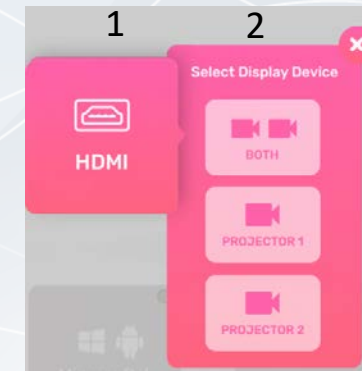 1
2
Select Display Device
HDMI
BOTH
PROJECTOR 1
PROJECTOR 2